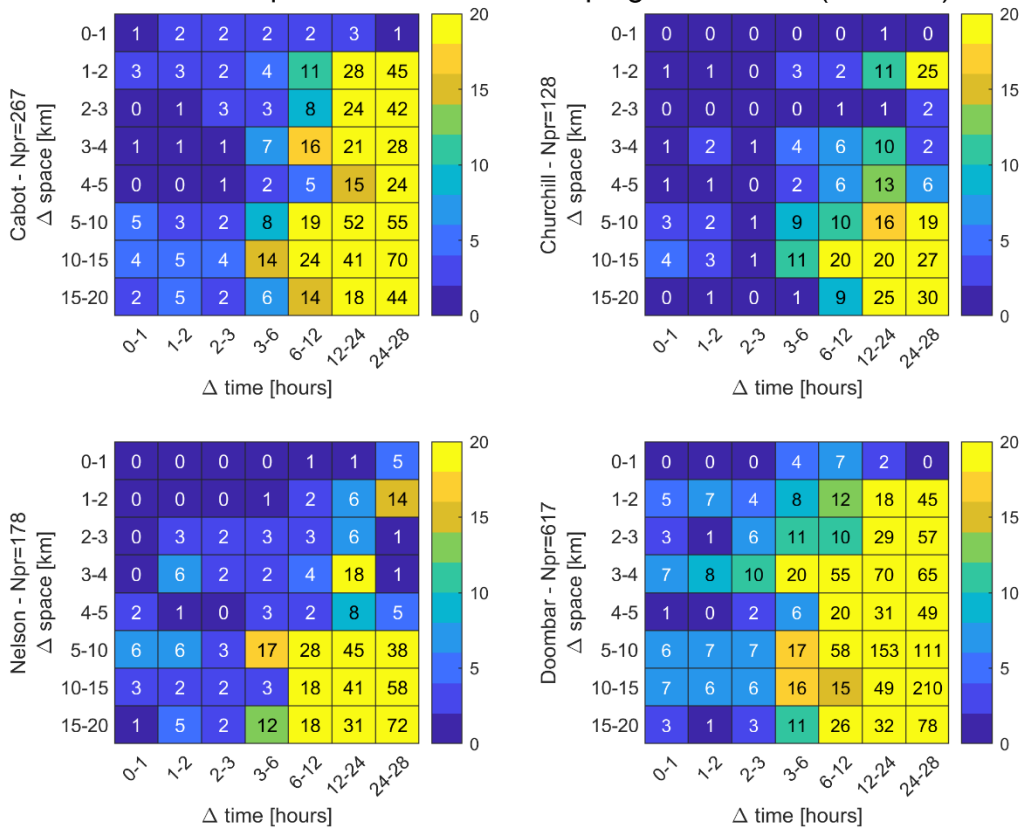 Cabot - Npr=267
Δ space [km]
0-1 1 2 2 2 2 3 1
1-2 3 3 2 4 11 28 45
2-3 0 1 3 3 8 24 42
3-4 1 1 1 7 16 21 28
4-5 0 0 1 2 5 15 24
5-10 5 3 2 8 19 52 55
10-15 4 5 4 14 24 41 70
15-20 2 5 2 6 14 18 44
0-1 1-2 2-3 3-6 6-12 12-24 24-28
Δ time [hours]
20
15
10
5
0
Churchill - Npr=128
Δ space [km]
0-1 0 0 0 0 0 1 0
1-2 1 1 0 3 2 11 25
2-3 0 0 0 0 1 1 2
3-4 1 2 1 4 6 10 2
4-5 1 1 0 2 6 13 6
5-10 3 2 1 9 10 16 19
10-15 4 3 1 11 20 20 27
15-20 0 1 0 1 9 25 30
0-1 1-2 2-3 3-6 6-12 12-24 24-28
Δ time [hours]
20
15
10
5
0
Nelson - Npr=178
Δ space [km]
0-1 0 0 0 0 1 1 5
1-2 0 0 0 1 2 6 14
2-3 0 3 2 3 3 6 1
3-4 0 6 2 2 4 18 1
4-5 2 1 0 3 2 8 5
5-10 6 6 3 17 28 45 38
10-15 3 2 2 3 18 41 58
15-20 1 5 2 12 18 31 72
0-1 1-2 2-3 3-6 6-12 12-24 24-28
Δ time [hours]
20
15
10
5
0
Doombar - Npr=617
Δ space [km]
0-1 0 0 0 4 7 2 0
1-2 5 7 4 8 12 18 45
2-3 3 1 6 11 10 29 57
3-4 7 8 10 20 55 70 65
4-5 1 0 2 6 20 31 49
5-10 6 7 7 17 58 153 111
10-15 7 6 6 16 15 49 210
15-20 3 1 3 11 26 32 78
0-1 1-2 2-3 3-6 6-12 12-24 24-28
Δ time [hours]
20
15
10
5
0